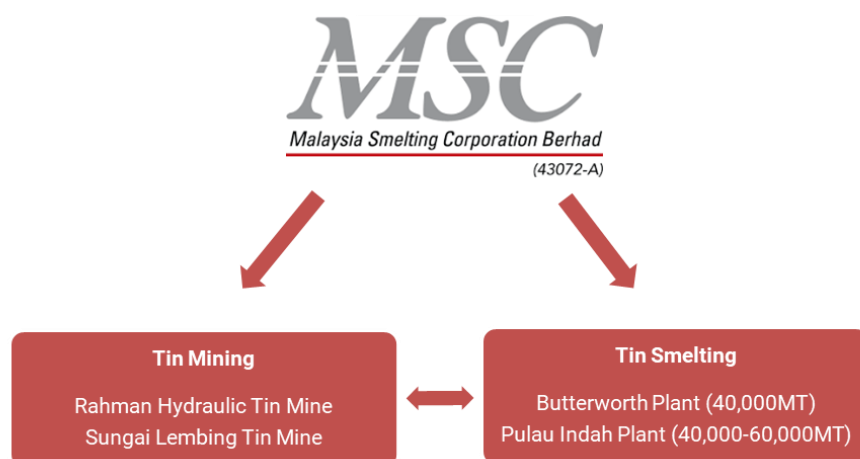 MSC
Malaysia Smelting Corporation Berhad
(43072-A)
Tin Mining
Rahman Hydraulic Tin Mine
Sungai Lembing Tin Mine
Tin Smelting
Butterworth Plant (40,000MT)
Pulau Indah Plant (40,000-60,000MT)